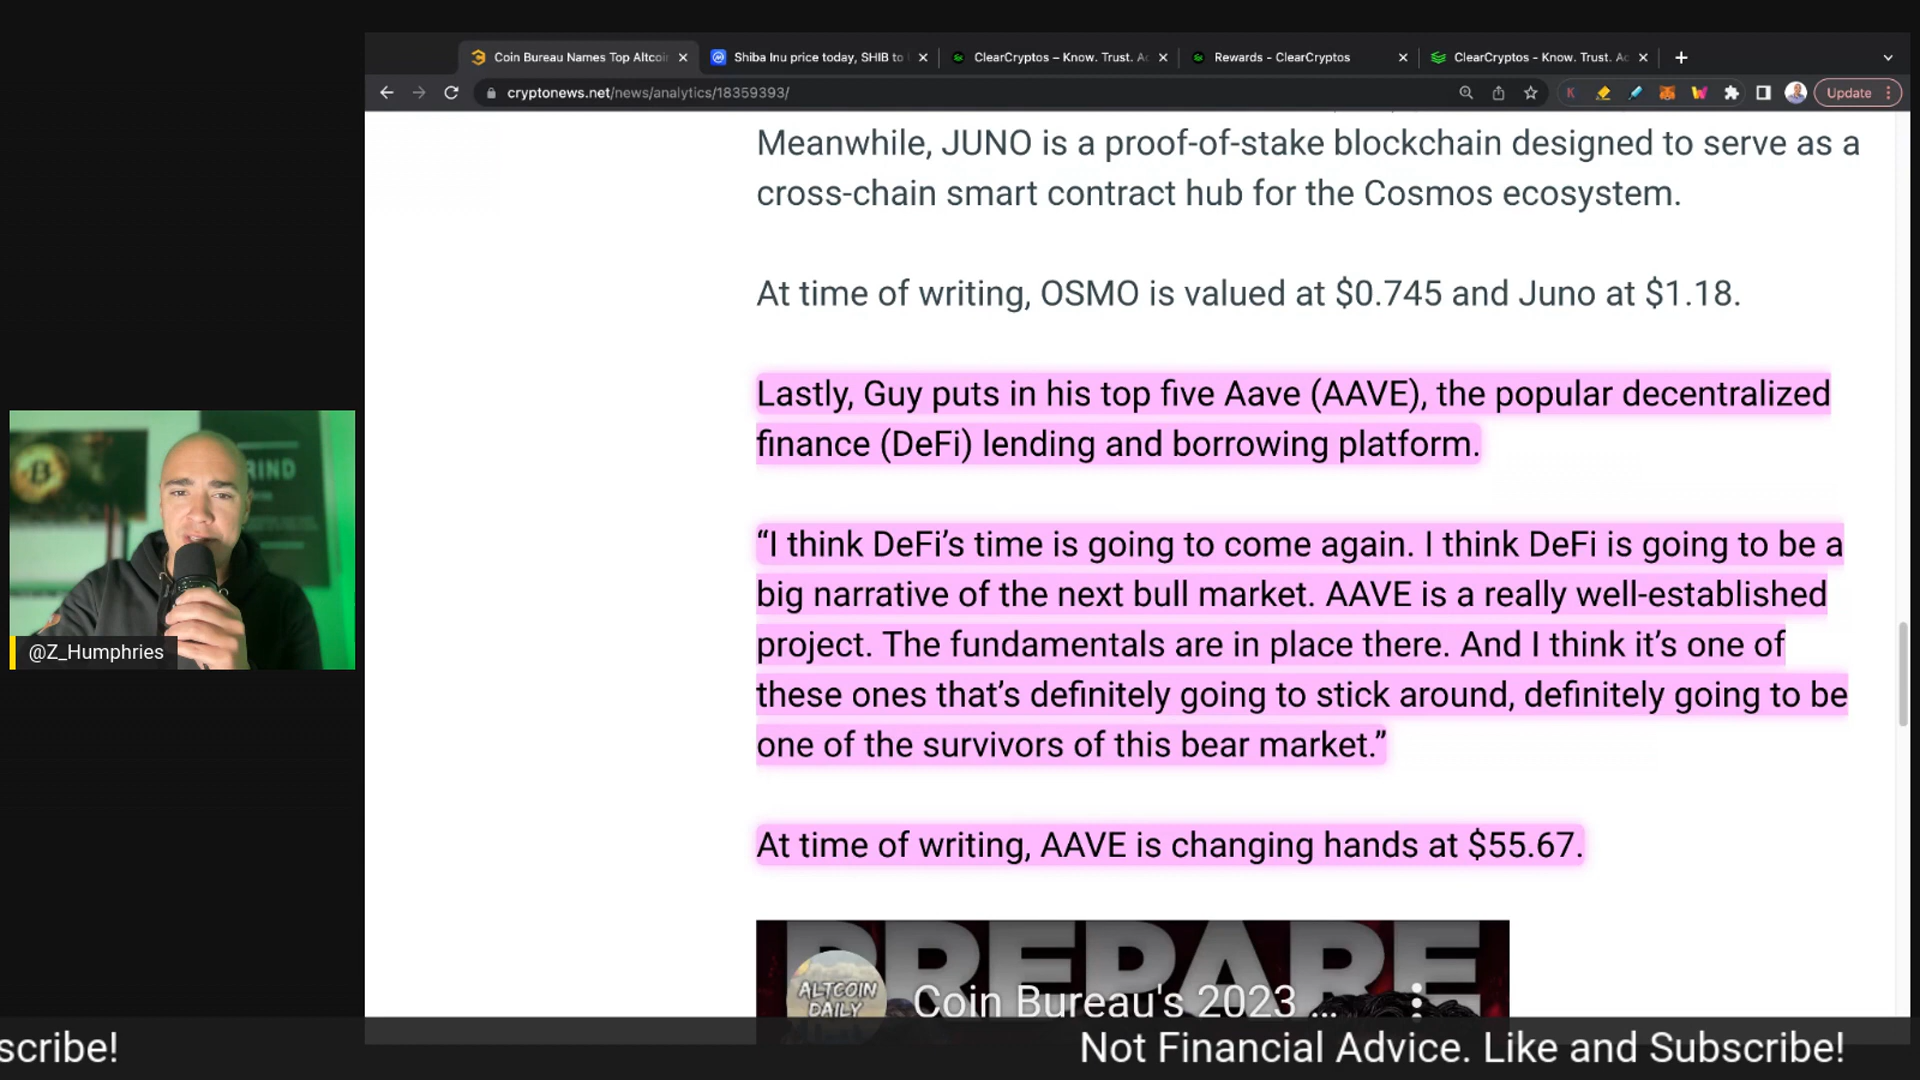 Coin Bureau Names Top Altcoin
Shiba Inu price today, SHIB to
ClearCryptos – Know. Trust. Ac
Rewards - ClearCryptos
ClearCryptos - Know. Trust. Ac
cryptonews.net/news/analytics/18359393/
Update
Meanwhile, JUNO is a proof-of-stake blockchain designed to serve as a
cross-chain smart contract hub for the Cosmos ecosystem.
At time of writing, OSMO is valued at $0.745 and Juno at $1.18.
Lastly, Guy puts in his top five Aave (AAVE), the popular decentralized
finance (DeFi) lending and borrowing platform.
“I think DeFi’s time is going to come again. I think DeFi is going to be a
big narrative of the next bull market. AAVE is a really well-established
project. The fundamentals are in place there. And I think it’s one of
these ones that’s definitely going to stick around, definitely going to be
one of the survivors of this bear market.”
At time of writing, AAVE is changing hands at $55.67.
RIND
@Z_Humphries
PREPARE
ALTCOIN
DAILY
Coin Bureau's 2023 ...
scribe!
Not Financial Advice. Like and Subscribe!